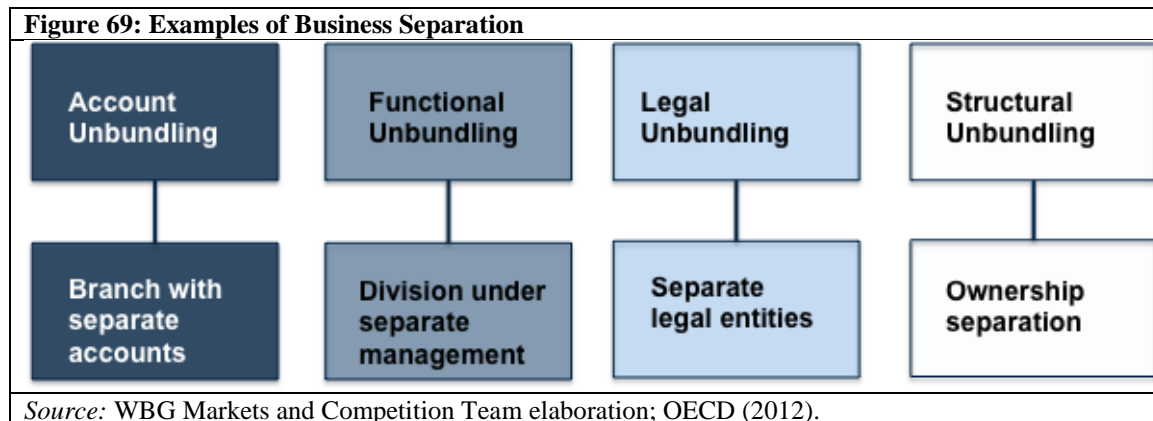 Figure 69: Examples of Business Separation
Account
Unbundling
Functional
Unbundling
Legal
Unbundling
Structural
Unbundling
Branch with
separate
accounts
Division under
separate
management
Separate
legal entities
Ownership
separation
Source: WBG Markets and Competition Team elaboration; OECD (2012).